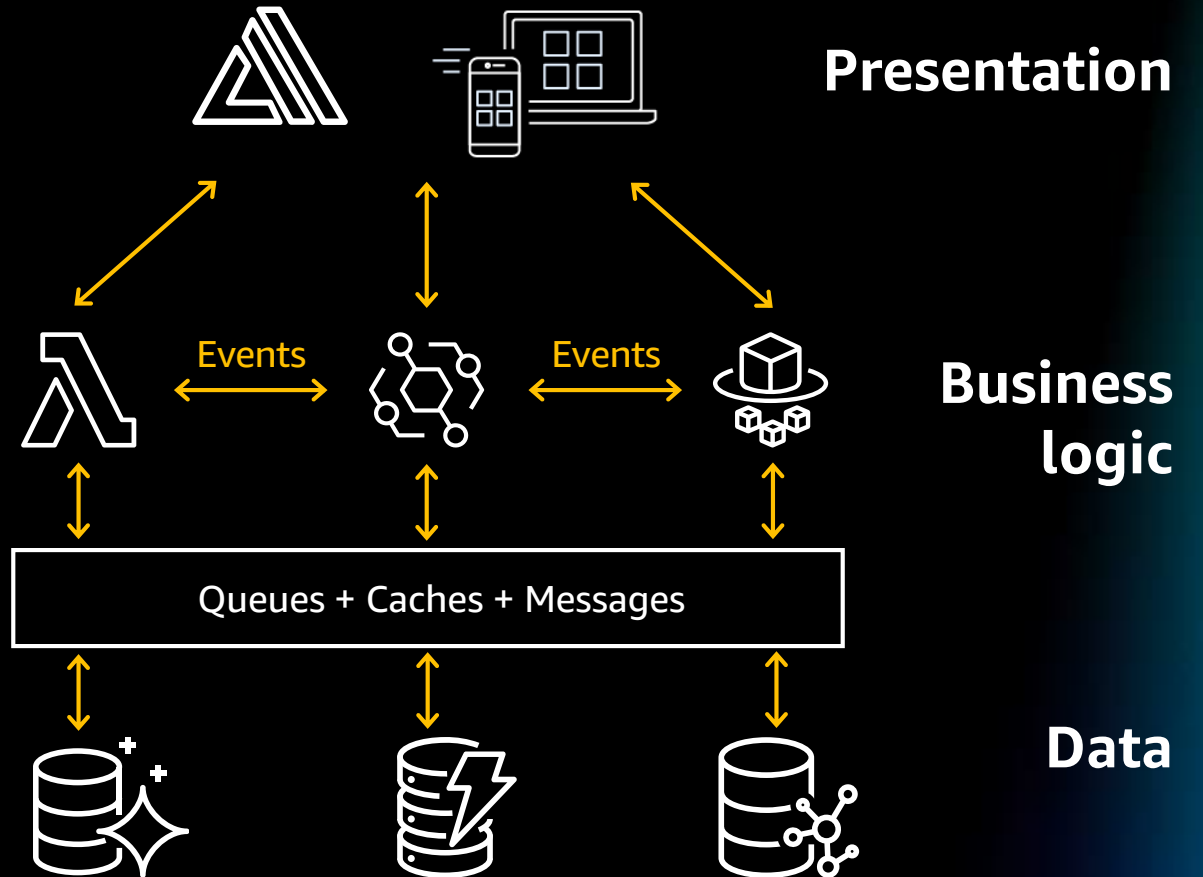 Presentation
Events
Events
Business
logic
Queues + Caches + Messages
Data